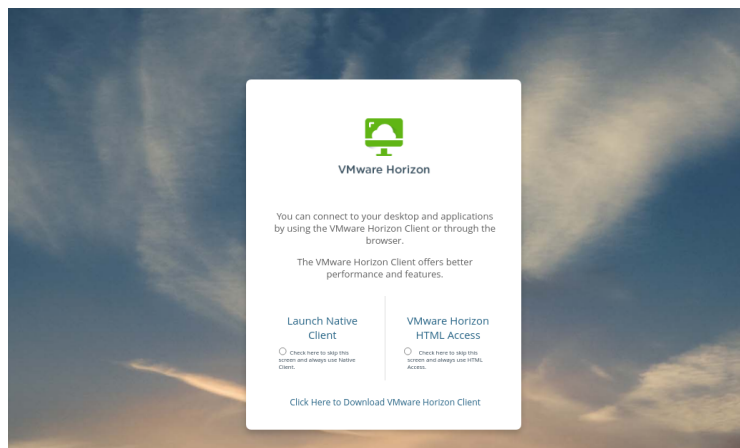 VMware Horizon
You can connect to your desktop and applications
by using the VMware Horizon Client or through the
browser.
The VMware Horizon Client offers better
performance and features.
Launch Native
Client
Check here to skip this
screen and always use Native
Client.
VMware Horizon
HTML Access
Check here to skip this
screen and always use HTML
Access.
Click Here to Download VMware Horizon Client